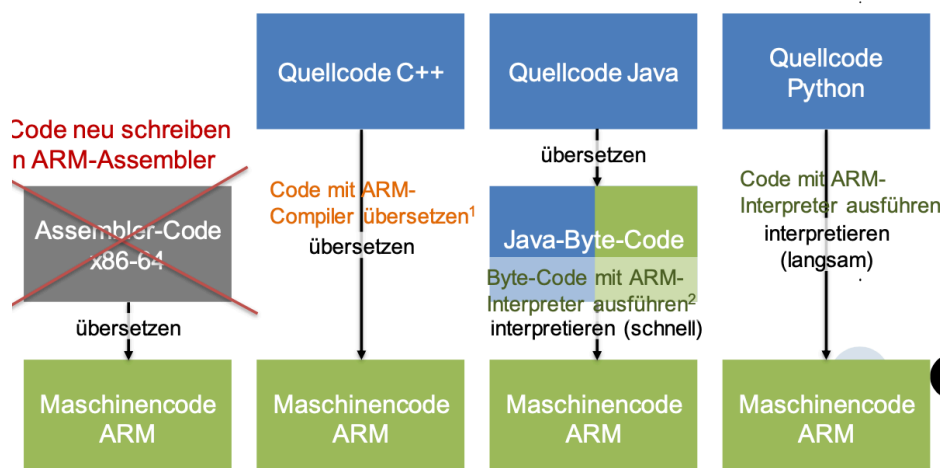 Quellcode C++
Quellcode Java
Quellcode
Python
Code neu schreiben
n ARM-Assembler
übersetzen
Code mit ARM-
Compiler übersetzen¹
übersetzen
Code mit ARM-
Interpreter ausführen
interpretieren
(langsam)
Assembler-Code
x86-64
Java-Byte-Code
Byte-Code mit ARM-
Interpreter ausführen²
interpretieren (schnell)
übersetzen
Maschinencode
ARM
Maschinencode
ARM
Maschinencode
ARM
Maschinencode
ARM